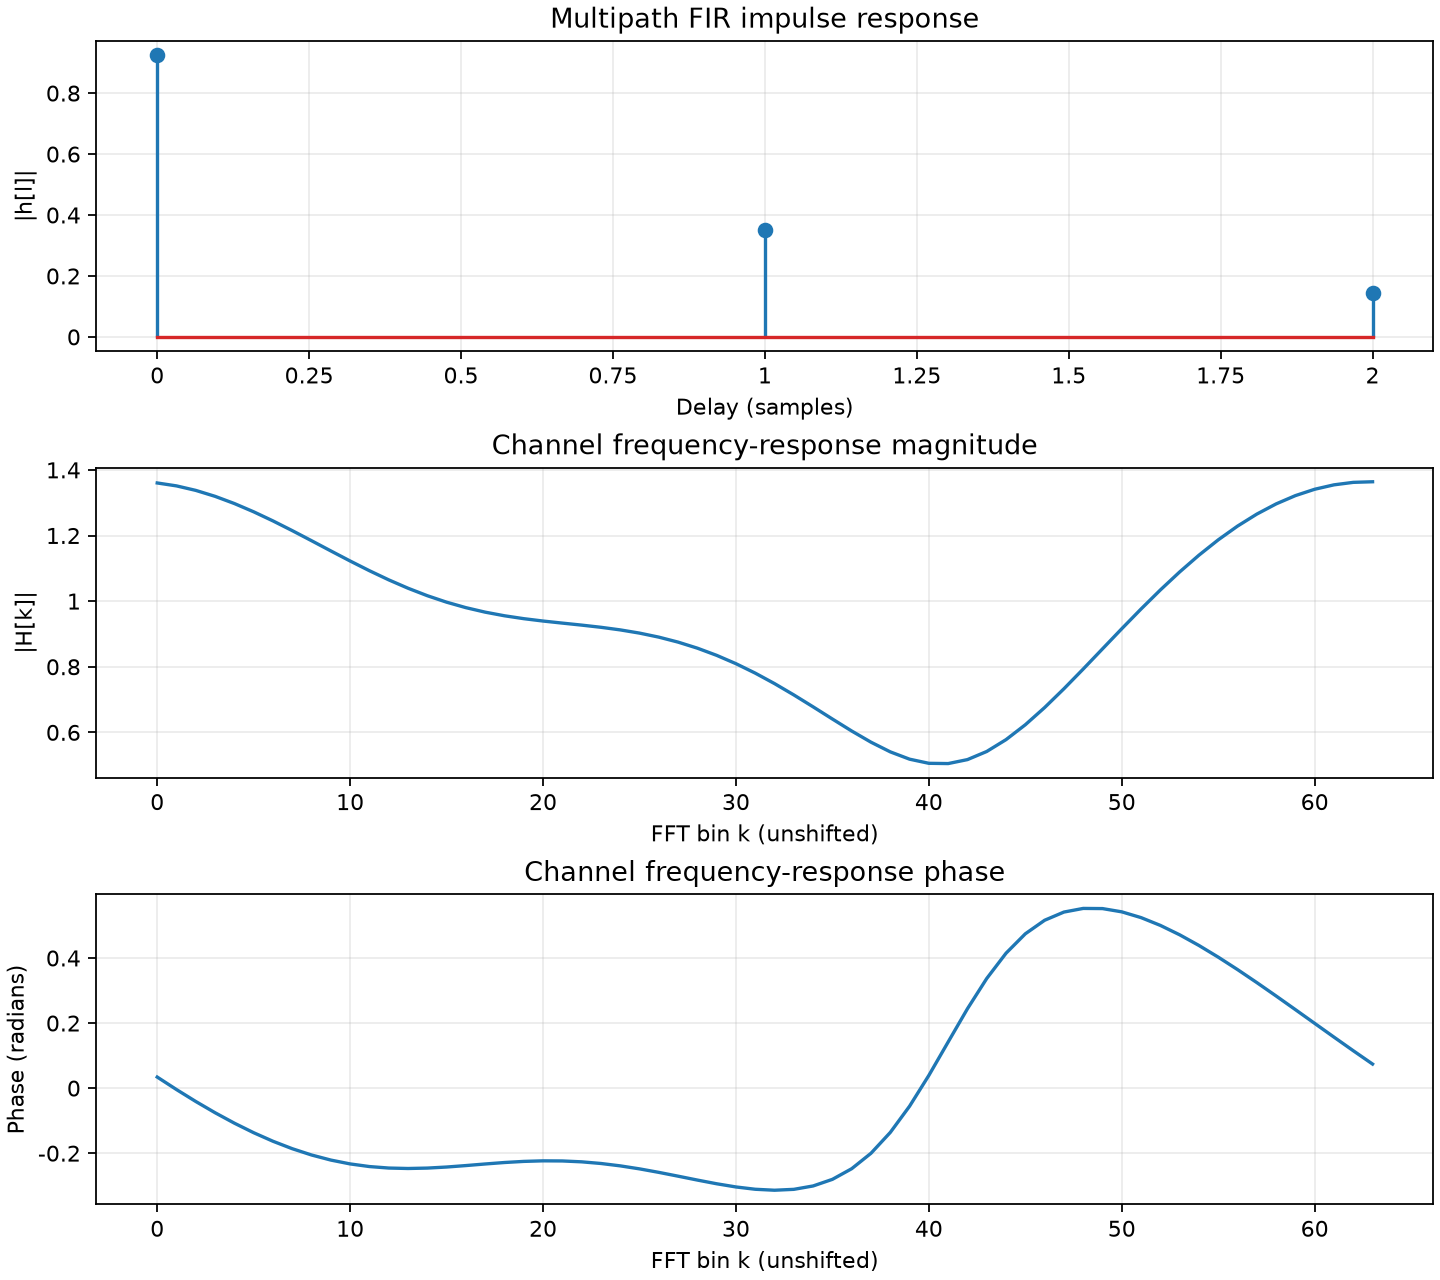 Multipath FIR impulse response
|h[l]|
0.8
0.6
0.4
0.2
0
0 0.25 0.5 0.75 1 1.25 1.5 1.75 2
Delay (samples)
Channel frequency-response magnitude
|H[k]|
1.4
1.2
1
0.8
0.6
0 10 20 30 40 50 60
FFT bin k (unshifted)
Channel frequency-response phase
Phase (radians)
0.4
0.2
0
-0.2
0 10 20 30 40 50 60
FFT bin k (unshifted)